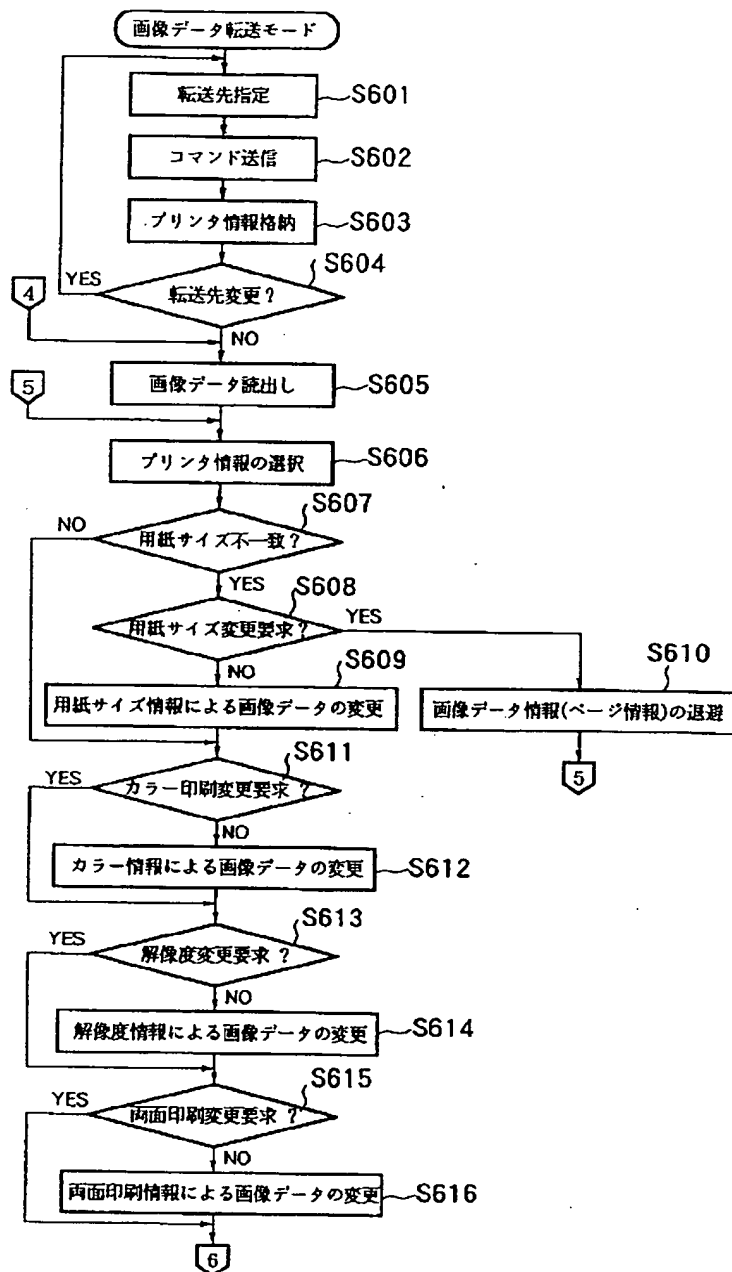 画像データ転送モード
転送先指定
S601
コマンド送信
S602
プリンタ情報格納
S603
S604
YES
転送先変更?
4
NO
画像データ読出し
S605
5
プリンタ情報の選択
S606
S607
NO
用紙サイズ不一致?
YES
S608
用紙サイズ変更要求?
YES
NO
S609
S610
用紙サイズ情報による画像データの変更
画像データ情報(ページ情報)の退避
5
S611
YES
カラー印刷変更要求?
NO
カラー情報による画像データの変更
S612
S613
YES
解像度変更要求?
NO
解像度情報による画像データの変更
S614
S615
YES
両面印刷変更要求?
NO
両面印刷情報による画像データの変更
S616
6